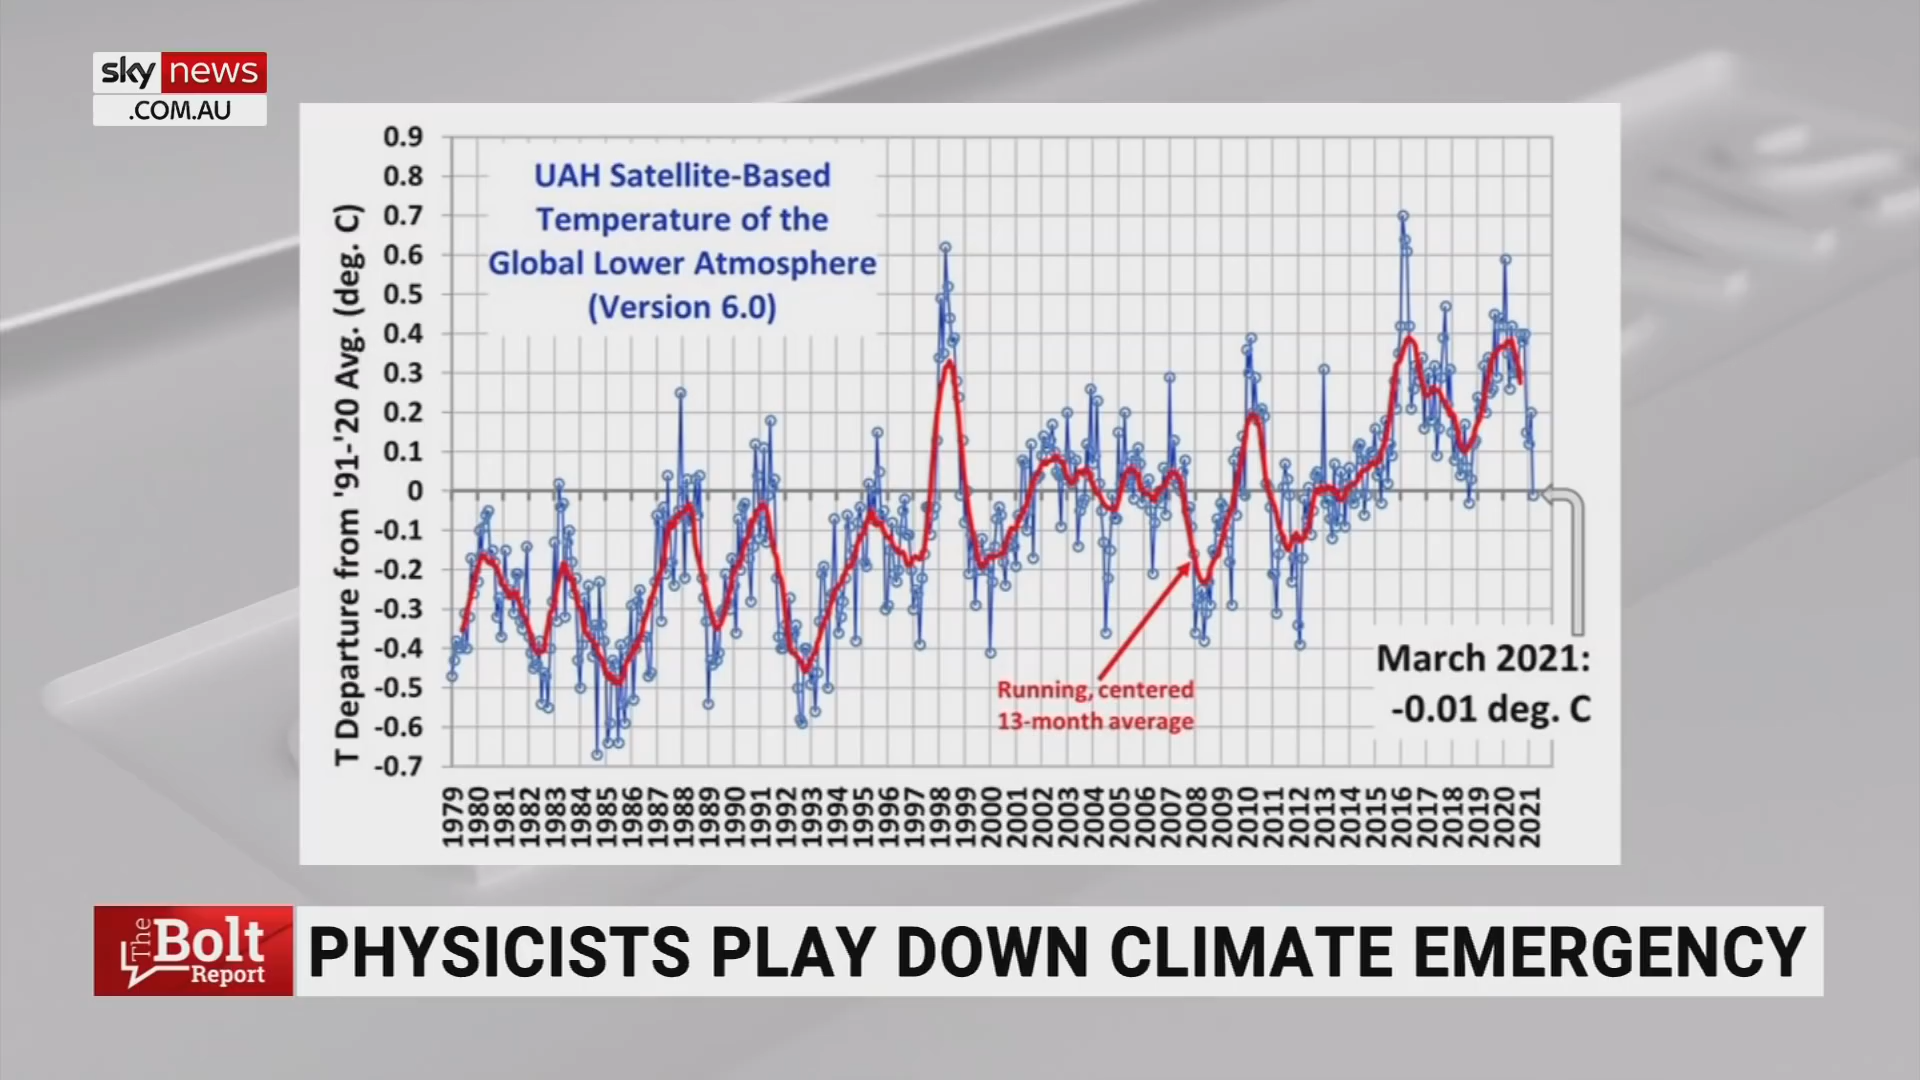 sky news
.COM.AU
UAH Satellite-Based
Temperature of the
Global Lower Atmosphere
(Version 6.0)
T Departure from '91-'20 Avg. (deg. C)
0.9
0.8
0.7
0.6
0.5
0.4
0.3
0.2
0.1
0
-0.1
-0.2
-0.3
-0.4
-0.5
-0.6
-0.7
Running, centered
13-month average
March 2021:
-0.01 deg. C
1979 1980 1981 1982 1983 1984 1985 1986 1987 1988 1989 1990 1991 1992 1993 1994 1995 1996 1997 1998 1999 2000 2001 2002 2003 2004 2005 2006 2007 2008 2009 2010 2011 2012 2013 2014 2015 2016 2017 2018 2019 2020 2021
The Bolt Report
PHYSICISTS PLAY DOWN CLIMATE EMERGENCY